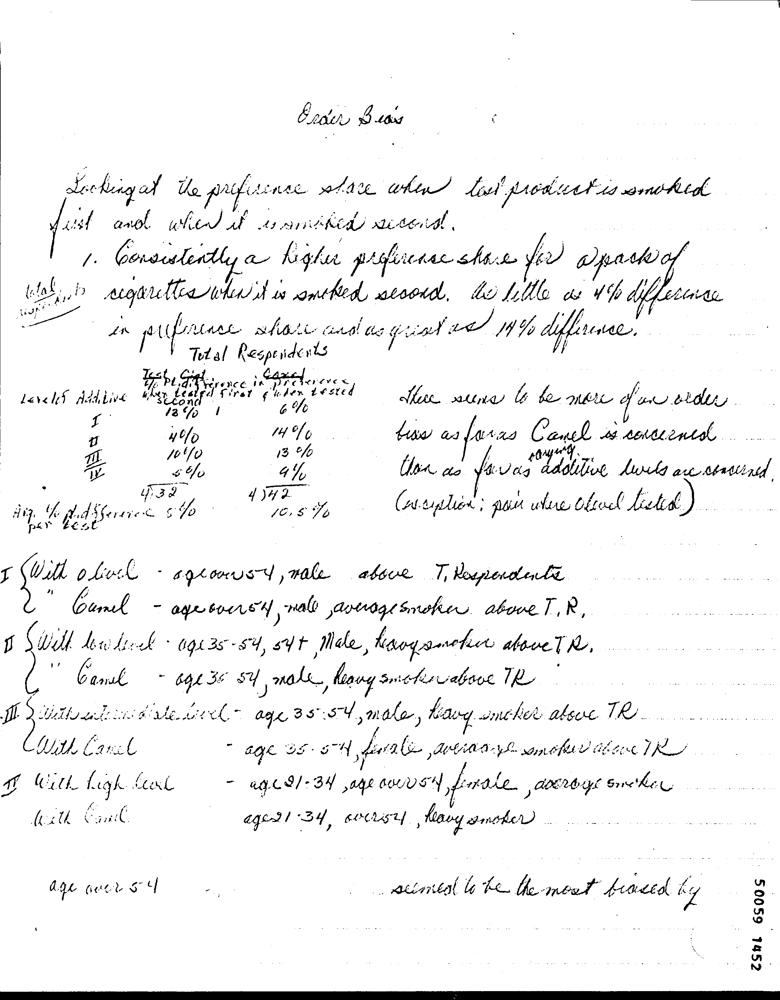 Order Bias
Looking at the preference share when test product is smoked
first and when it is smoked second.
1. Consistently a higher preference share for a pack of
total respondents
cigarettes when it is smoked second. As little as 4% difference
in preference share and as great as 14% difference.
Total Respondents
Test Cigt. Camel
% Pt. difference in preference
Level of Additive when tested first & when tested
second
I 13% 6%
II 4% 14%
III 10% 13%
IV 5% 9%
4)32 4)42
Avg. % pt. difference 5% 10.5%
per test
There seems to be more of an order
bias as far as Camel is concerned
than as far as varying additive levels are concerned.
(exception; pair where 0 level tested)
I With 0 level - age over 54, male above T. Respondents
" Camel - age over 54, male, average smoker above T.R.
II With low level - age 35-54, 54+, Male, heavy smoker above T.R.
" Camel - age 35 54, male, heavy smoker above TR
III With intermediate level - age 35-54, male, heavy smoker above TR
With Camel - age 35-54, female, average smoker above TR
IV With high level - age 21-34, age over 54, female, average smoker
With Camel age 21-34, over 54, heavy smoker
age over 54 seemed to be the most biased by
50059 1452